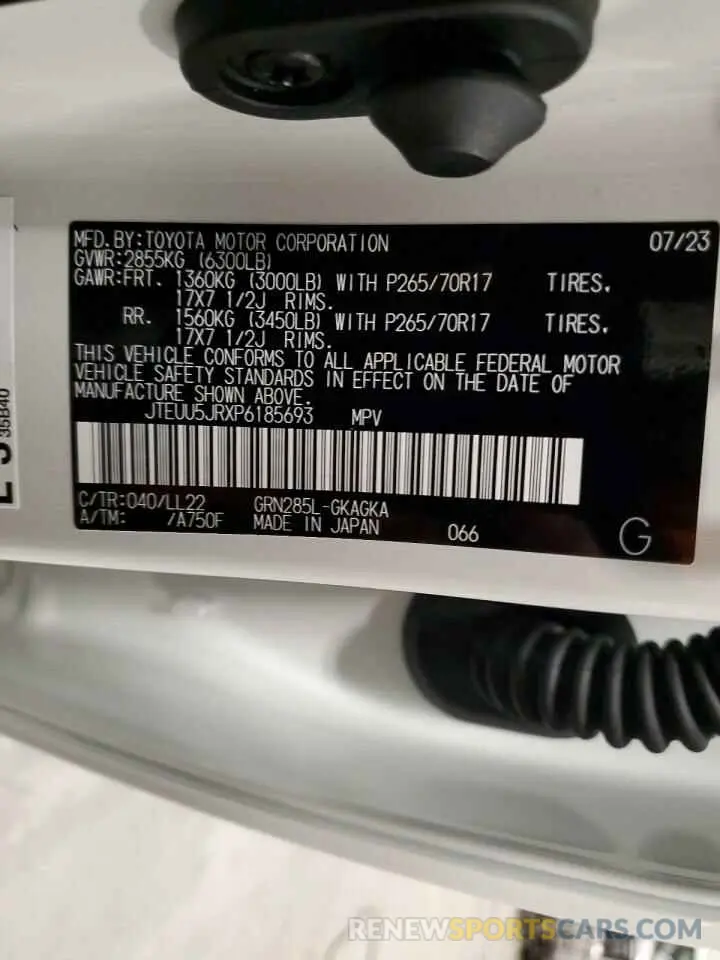 MFD. BY: TOYOTA MOTOR CORPORATION 07/23
GVWR: 2855KG (6300LB)
GAWR: FRT. 1360KG (3000LB) WITH P265/70R17 TIRES.
17X7 1/2J RIMS.
RR. 1560KG (3450LB) WITH P265/70R17 TIRES.
17X7 1/2J RIMS.
THIS VEHICLE CONFORMS TO ALL APPLICABLE FEDERAL MOTOR
VEHICLE SAFETY STANDARDS IN EFFECT ON THE DATE OF
MANUFACTURE SHOWN ABOVE.
JTEUU5JRXP6185693 MPV
C/TR: 040/LL22 GRN285L-GKAGKA
A/TM: /A750F MADE IN JAPAN 066 G
35B40
RENEWSPORTSCARS.COM